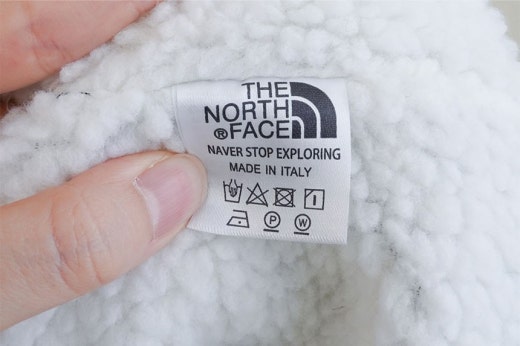 THE
NORTH
®FACE
NAVER STOP EXPLORING
MADE IN ITALY
P W